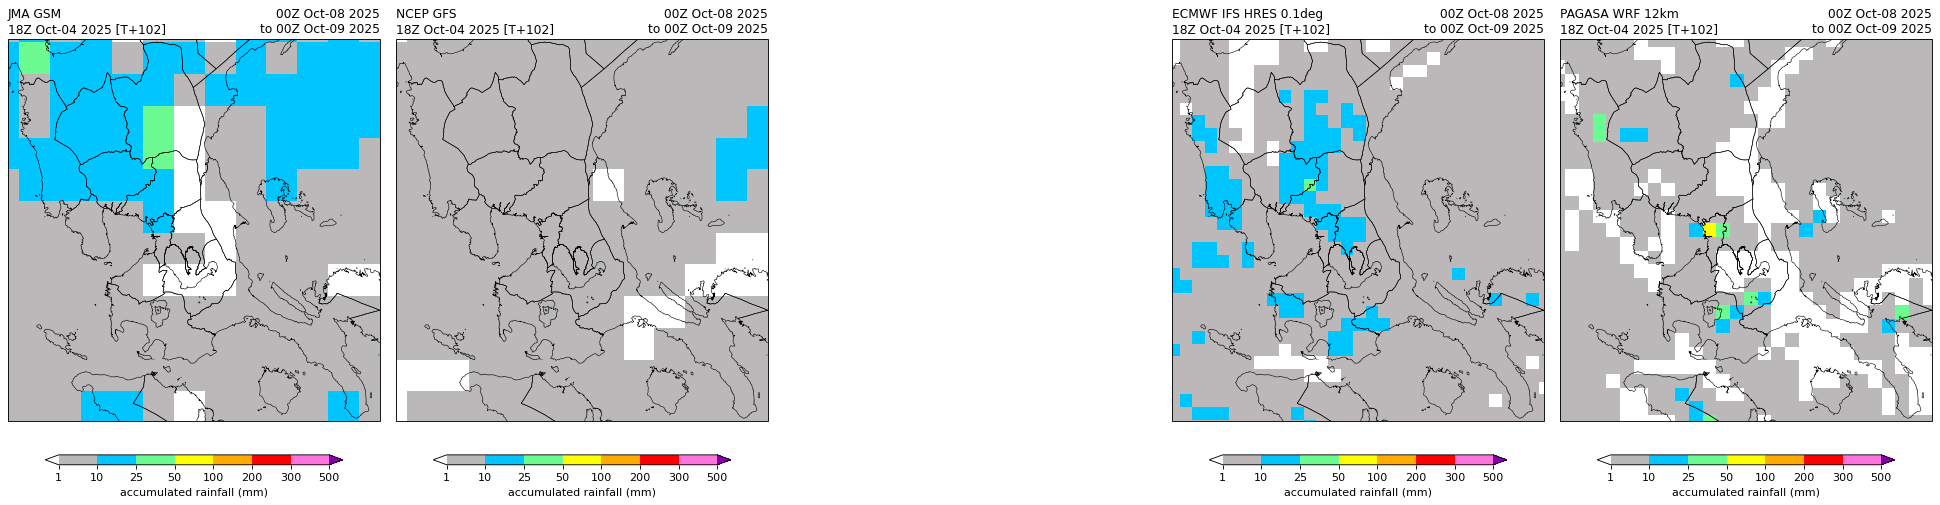 JMA GSM 00Z Oct-08 2025
18Z Oct-04 2025 [T+102] to 00Z Oct-09 2025
1 10 25 50 100 200 300 500
accumulated rainfall (mm)
NCEP GFS 00Z Oct-08 2025
18Z Oct-04 2025 [T+102] to 00Z Oct-09 2025
1 10 25 50 100 200 300 500
accumulated rainfall (mm)
ECMWF IFS HRES 0.1deg 00Z Oct-08 2025
18Z Oct-04 2025 [T+102] to 00Z Oct-09 2025
1 10 25 50 100 200 300 500
accumulated rainfall (mm)
PAGASA WRF 12km 00Z Oct-08 2025
18Z Oct-04 2025 [T+102] to 00Z Oct-09 2025
1 10 25 50 100 200 300 500
accumulated rainfall (mm)